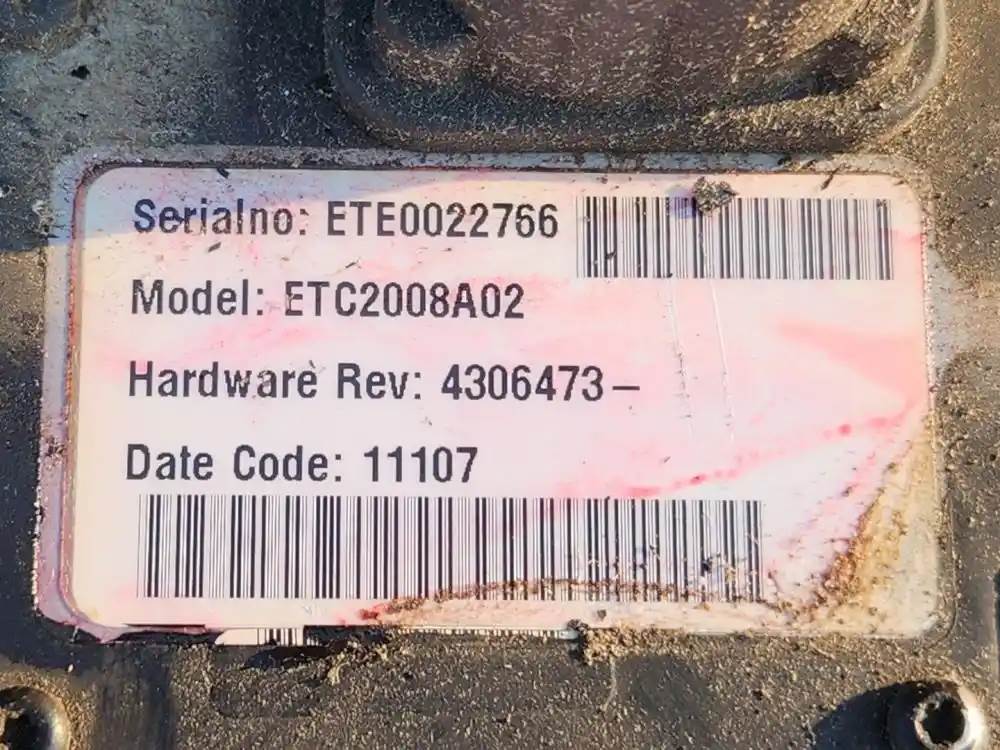 Serialno: ETE0022766
Model: ETC2008A02
Hardware Rev: 4306473–
Date Code: 11107